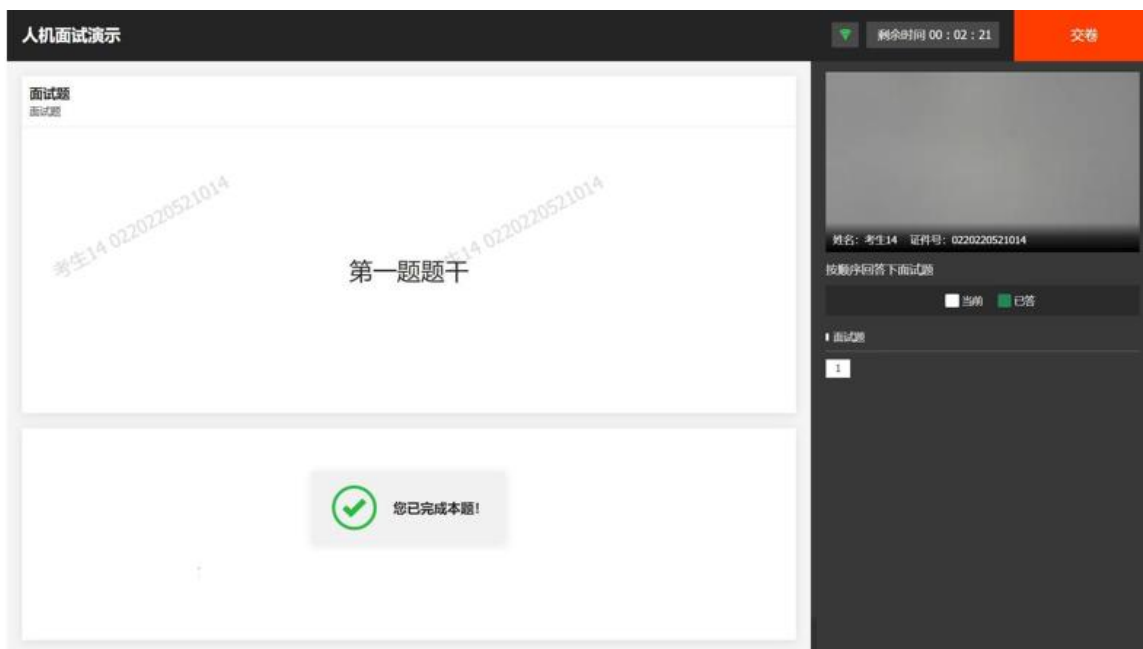 人机面试演示
剩余时间 00 : 02 : 21
交卷
面试题
面试题
考生14 0220220521014
考生14 0220220521014
第一题题干
您已完成本题!
姓名: 考生14 证件号: 0220220521014
按顺序回答下面试题
当前 已答
面试题
1